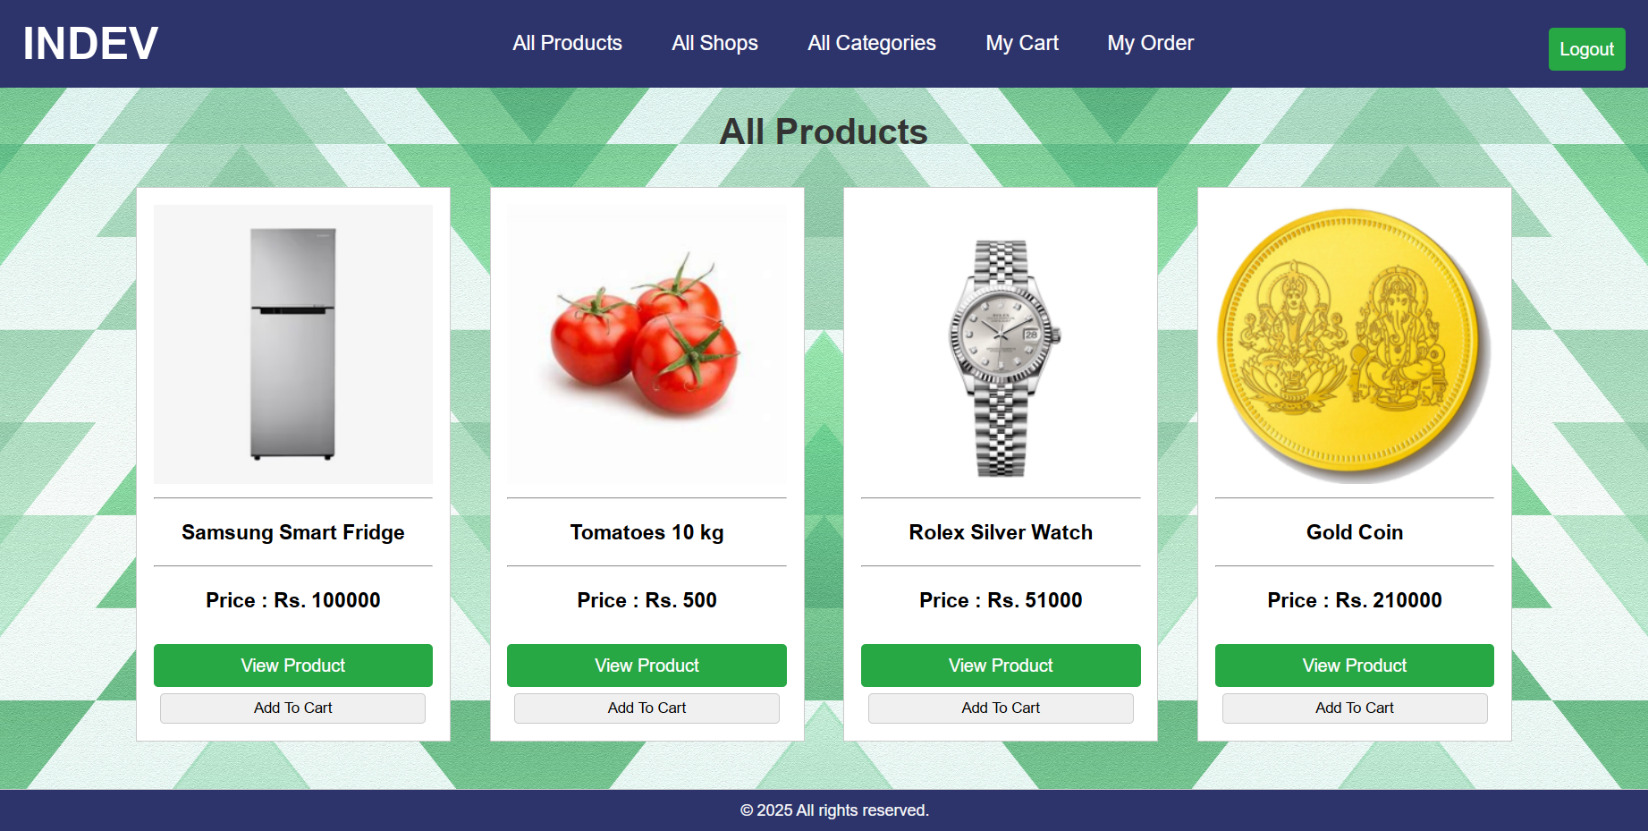 INDEV
All Products
All Shops
All Categories
My Cart
My Order
Logout
All Products
ROLEX
28
Samsung Smart Fridge
Tomatoes 10 kg
Rolex Silver Watch
Gold Coin
Price : Rs. 100000
Price : Rs. 500
Price : Rs. 51000
Price : Rs. 210000
View Product
View Product
View Product
View Product
Add To Cart
Add To Cart
Add To Cart
Add To Cart
© 2025 All rights reserved.